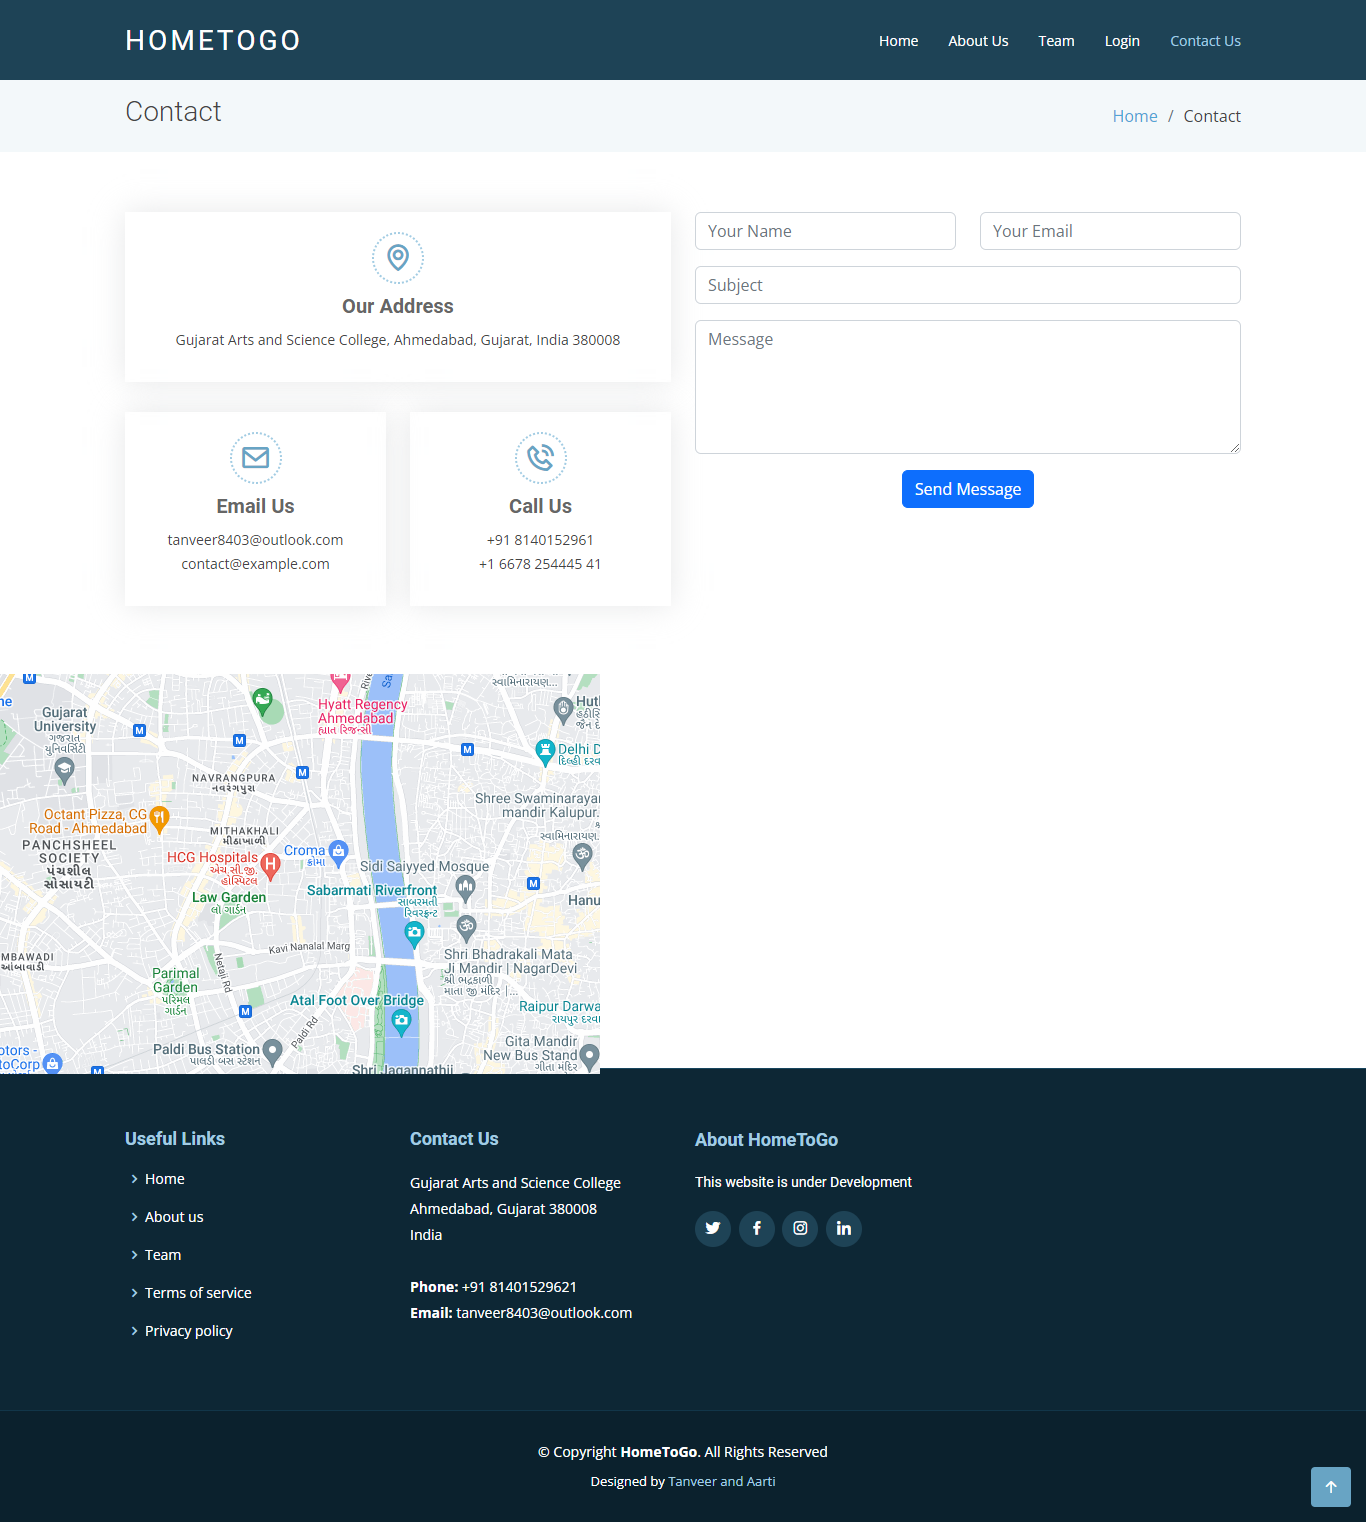 HOMETOGO
Home
About Us
Team
Login
Contact Us
Contact
Home / Contact
Our Address
Gujarat Arts and Science College, Ahmedabad, Gujarat, India 380008
Email Us
tanveer8403@outlook.com
contact@example.com
Call Us
+91 8140152961
+1 6678 254445 41
Your Name
Your Email
Subject
Message
Send Message
Gujarat
University
ગુજરાત
યુનિવર્સિટી
Hyatt Regency
Ahmedabad
હ્યાત રિજન્સી
સ્વામિનારાયણ...
Delhi D
NAVRANGPURA
નવરંગપુરા
Shree Swaminarayan
mandir Kalupur.
સ્વામિનારાયણ.
Octant Pizza, CG
Road - Ahmedabad
MITHAKHALI
મીઠાખાળી
PANCHSHEEL
SOCIETY
પંચશીલ
સોસાયટી
HCG Hospitals
એચ.સી.જી.
હોસ્પિટલ
Croma
ક્રોમા
Sidi Saiyyed Mosque
Law Garden
લો ગાર્ડન
Sabarmati Riverfront
સાબરમતી
રિવરફ્રન્ટ
Hanu
MBAWADI
આંબાવાડી
Kavi Nanalal Marg
Netaji Rd
Shri Bhadrakali Mata
Ji Mandir | NagarDevi
શ્રી ભદ્રકાળી
માતા જી મંદિર |...
Parimal
Garden
પરિમલ
ગાર્ડન
Atal Foot Over Bridge
Raipur Darwa
રાયપુર દરવા
Paldi Rd
Paldi Bus Station
પાલડી બસ સ્ટેશન
Gita Mandir
New Bus Stand
ગીતા મંદિર
otors -
toCorp
Shri Jagannathji
Useful Links
Home
About us
Team
Terms of service
Privacy policy
Contact Us
Gujarat Arts and Science College
Ahmedabad, Gujarat 380008
India
Phone: +91 81401529621
Email: tanveer8403@outlook.com
About HomeToGo
This website is under Development
© Copyright HomeToGo. All Rights Reserved
Designed by Tanveer and Aarti